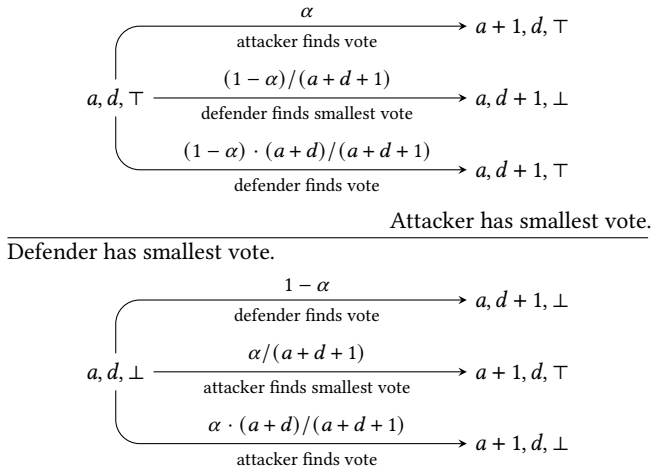 α
attacker finds vote
a + 1, d, ⊤
(1 − α)/(a + d + 1)
a, d, ⊤
defender finds smallest vote
a, d + 1, ⊥
(1 − α) · (a + d)/(a + d + 1)
defender finds vote
a, d + 1, ⊤
Attacker has smallest vote.
Defender has smallest vote.
1 − α
defender finds vote
a, d + 1, ⊥
α/(a + d + 1)
a, d, ⊥
attacker finds smallest vote
a + 1, d, ⊤
α · (a + d)/(a + d + 1)
attacker finds vote
a + 1, d, ⊥